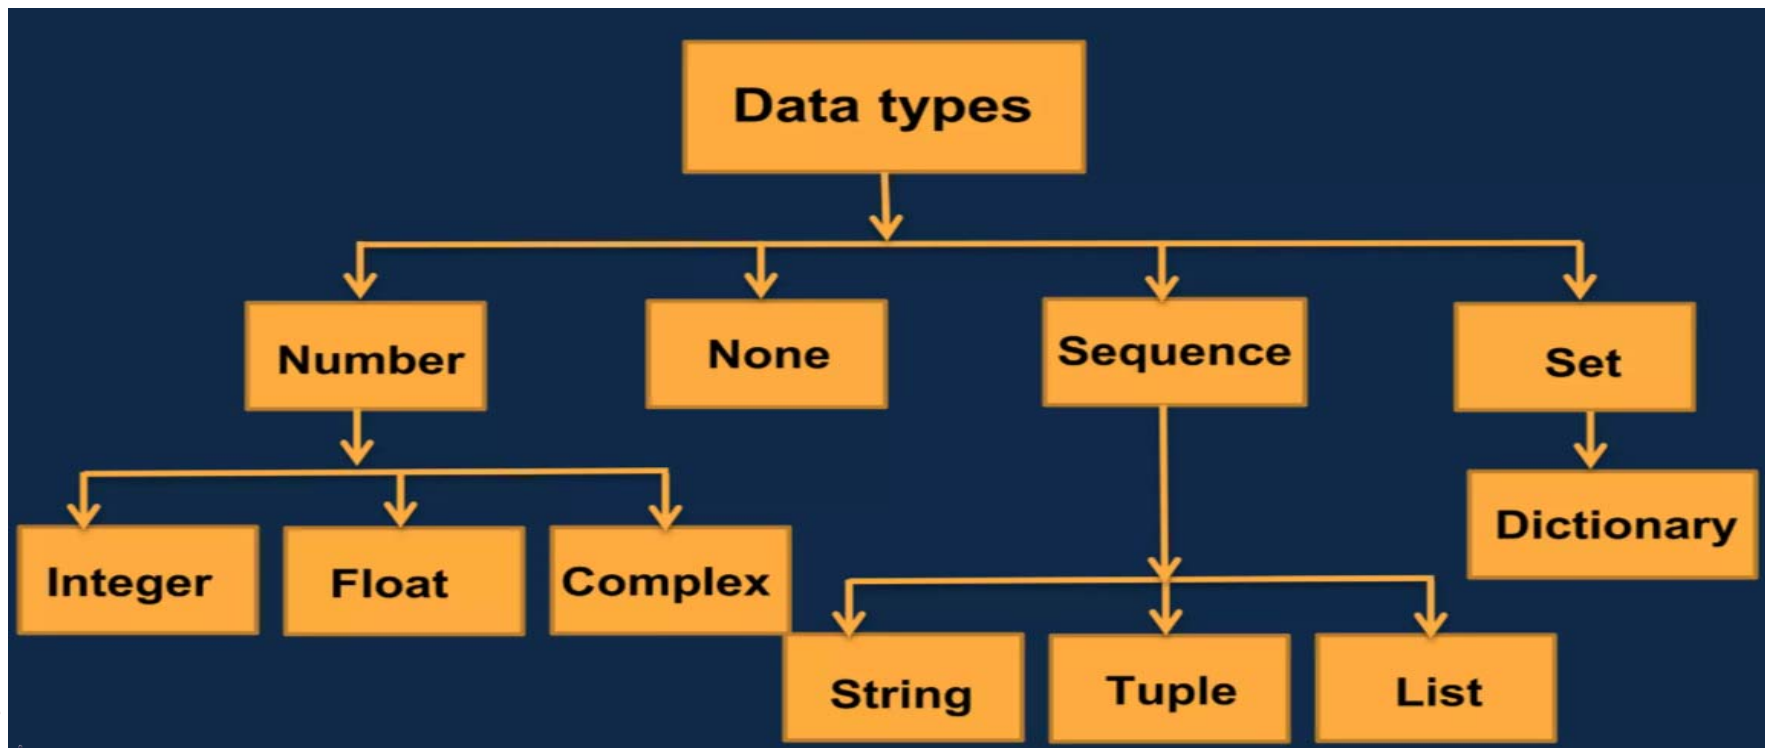 Data types
Number
None
Sequence
Set
Integer
Float
Complex
Dictionary
String
Tuple
List